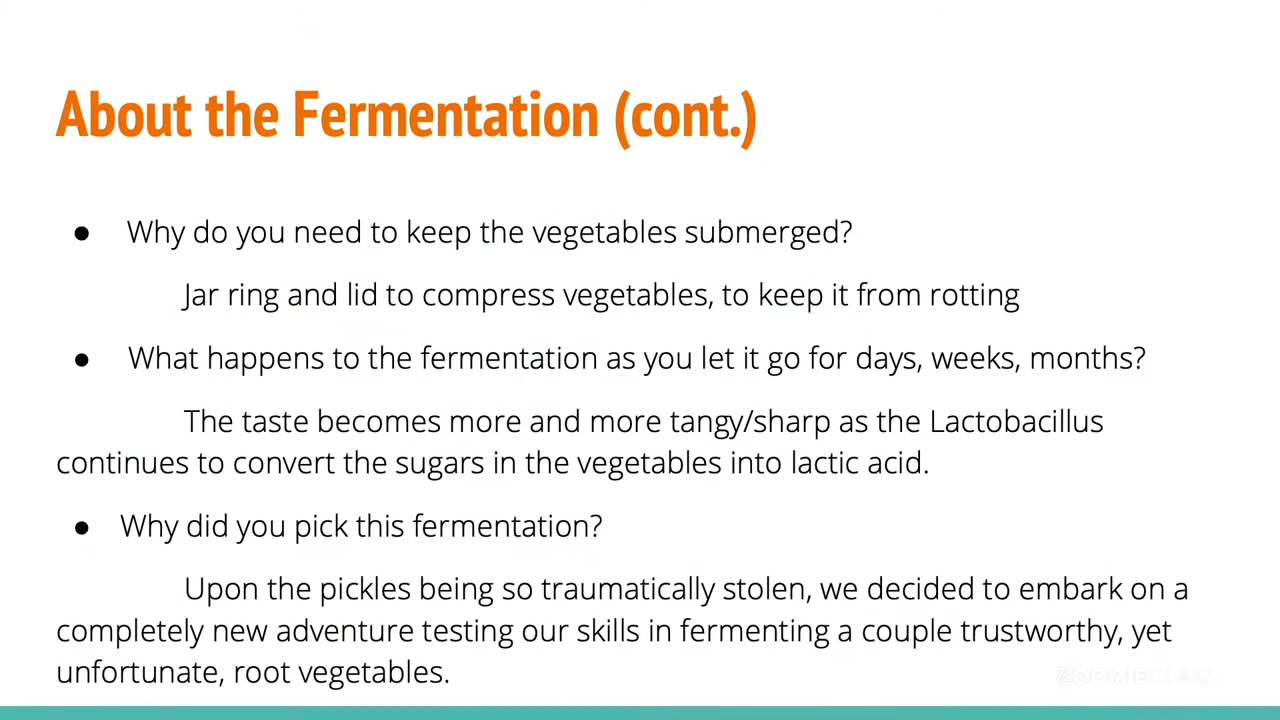 About the Fermentation (cont.)
● Why do you need to keep the vegetables submerged?
Jar ring and lid to compress vegetables, to keep it from rotting
● What happens to the fermentation as you let it go for days, weeks, months?
The taste becomes more and more tangy/sharp as the Lactobacillus
continues to convert the sugars in the vegetables into lactic acid.
● Why did you pick this fermentation?
Upon the pickles being so traumatically stolen, we decided to embark on a
completely new adventure testing our skills in fermenting a couple trustworthy, yet
unfortunate, root vegetables.
ZOOMIECLASS